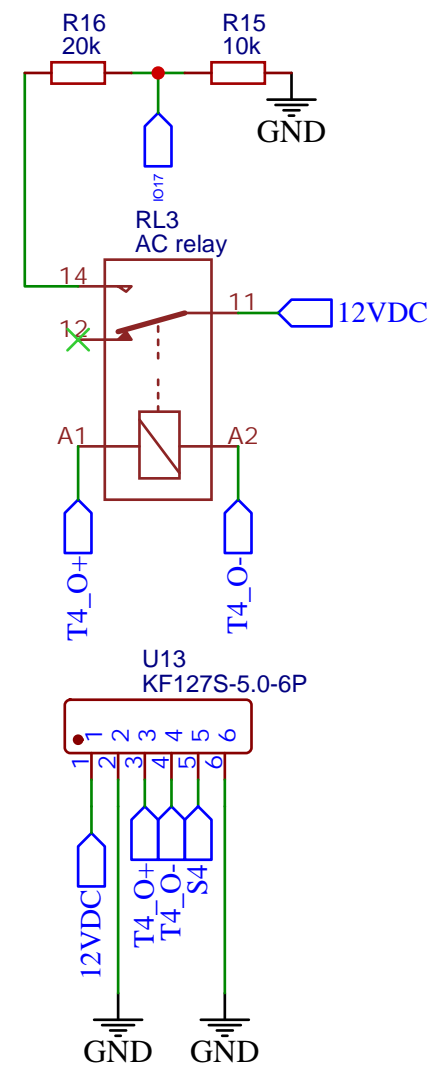 R16
20k
R15
10k
GND
IO17
RL3
AC relay
14
11
12VDC
12
A1
A2
T4_O+
T4_O-
U13
KF127S-5.0-6P
1 2 3 4 5 6
1 2 3 4 5 6
12VDC
T4_O+
T4_O-
S4
GND
GND